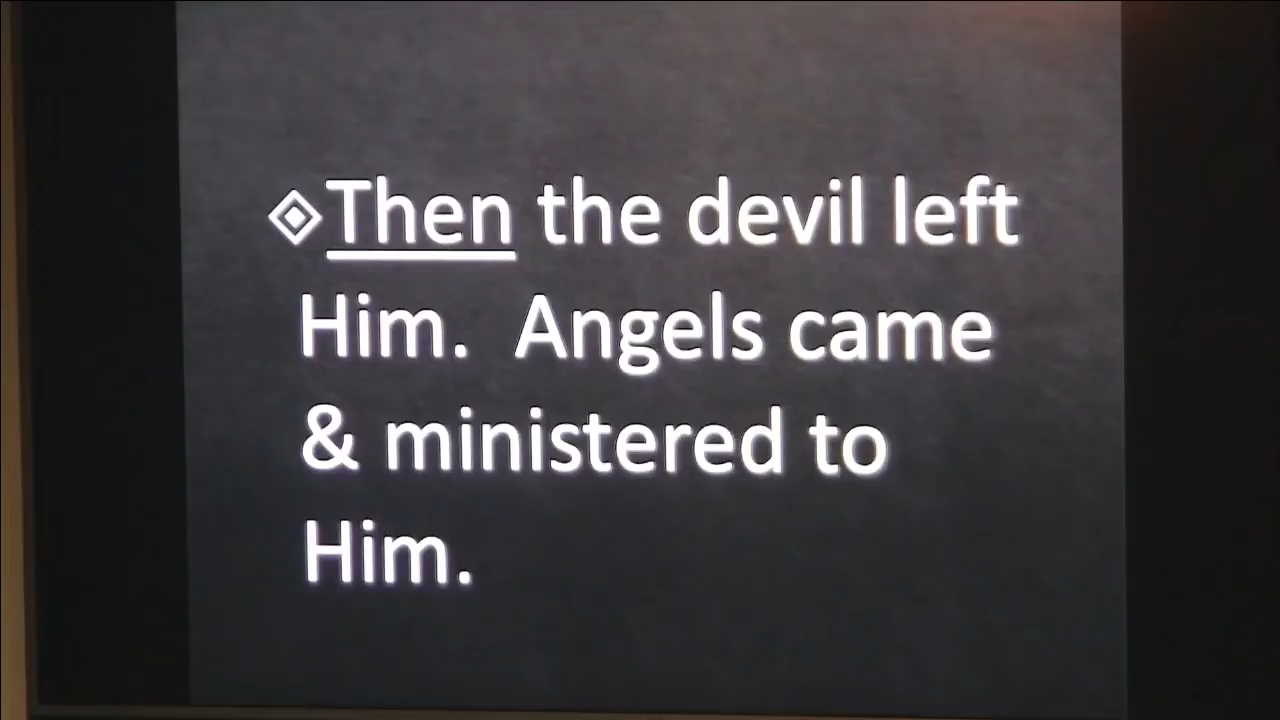 Then the devil left
Him.  Angels came
& ministered to
Him.